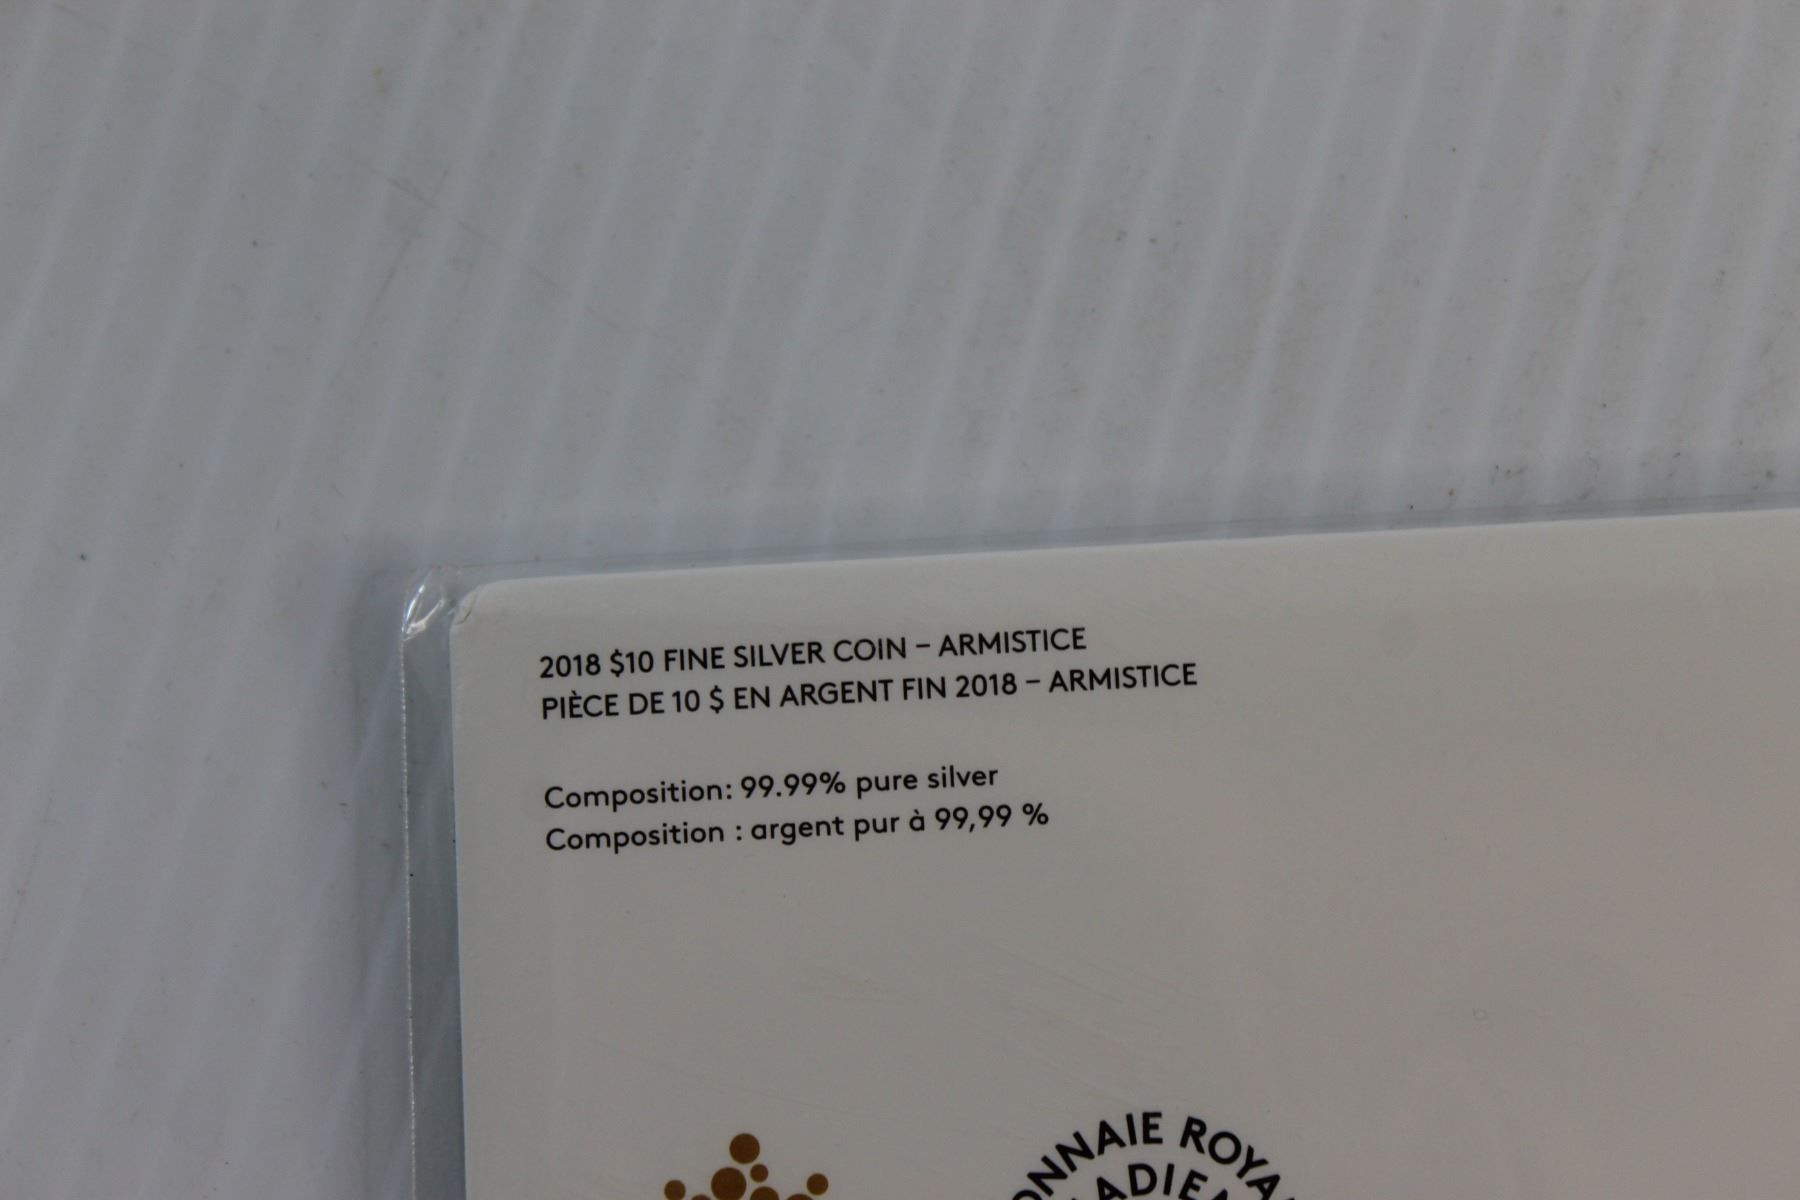 2018 $10 FINE SILVER COIN – ARMISTICE
PIÈCE DE 10 $ EN ARGENT FIN 2018 – ARMISTICE
Composition: 99.99% pure silver
Composition : argent pur à 99,99 %